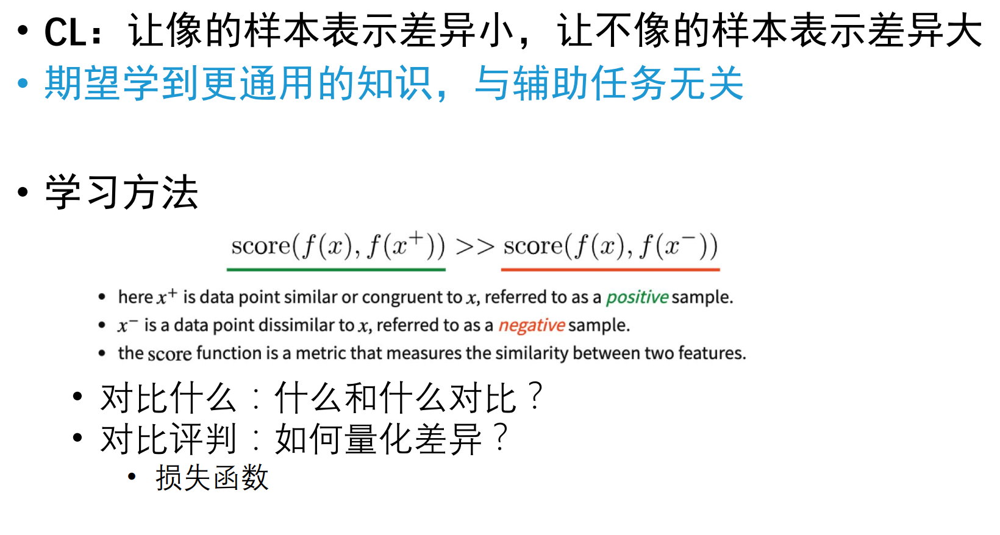 • CL：让像的样本表示差异小，让不像的样本表示差异大
• 期望学到更通用的知识，与辅助任务无关
• 学习方法
score(f(x), f(x⁺)) >> score(f(x), f(x⁻))
• here x⁺ is data point similar or congruent to x, referred to as a positive sample.
• x⁻ is a data point dissimilar to x, referred to as a negative sample.
• the score function is a metric that measures the similarity between two features.
• 对比什么：什么和什么对比？
• 对比评判：如何量化差异？
• 损失函数